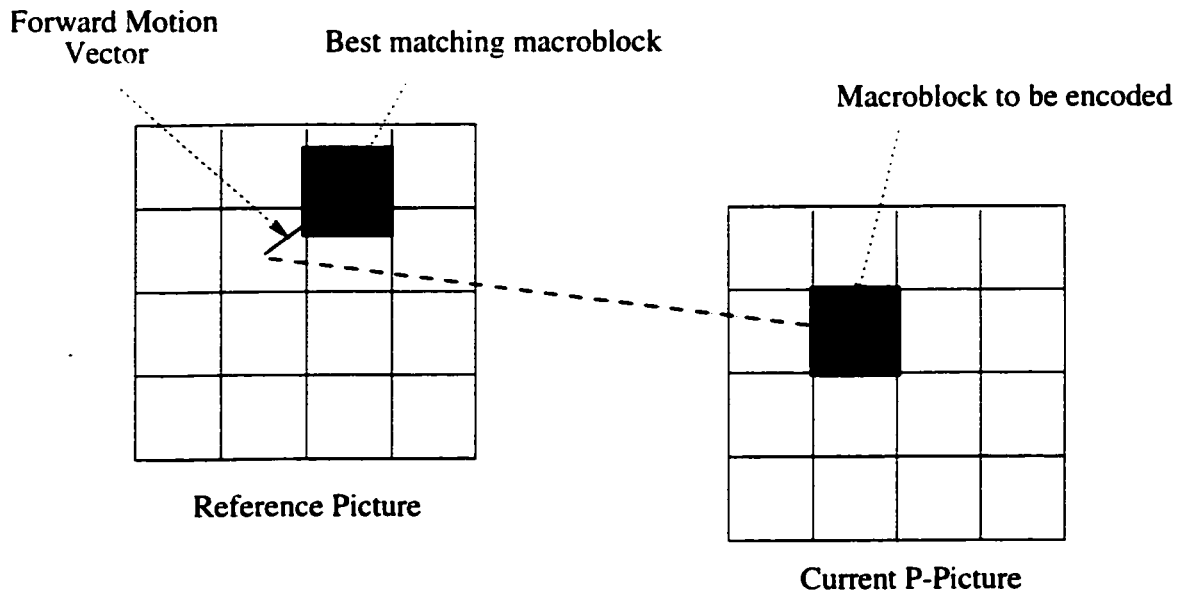 Forward Motion
Vector
Best matching macroblock
Macroblock to be encoded
Reference Picture
Current P-Picture